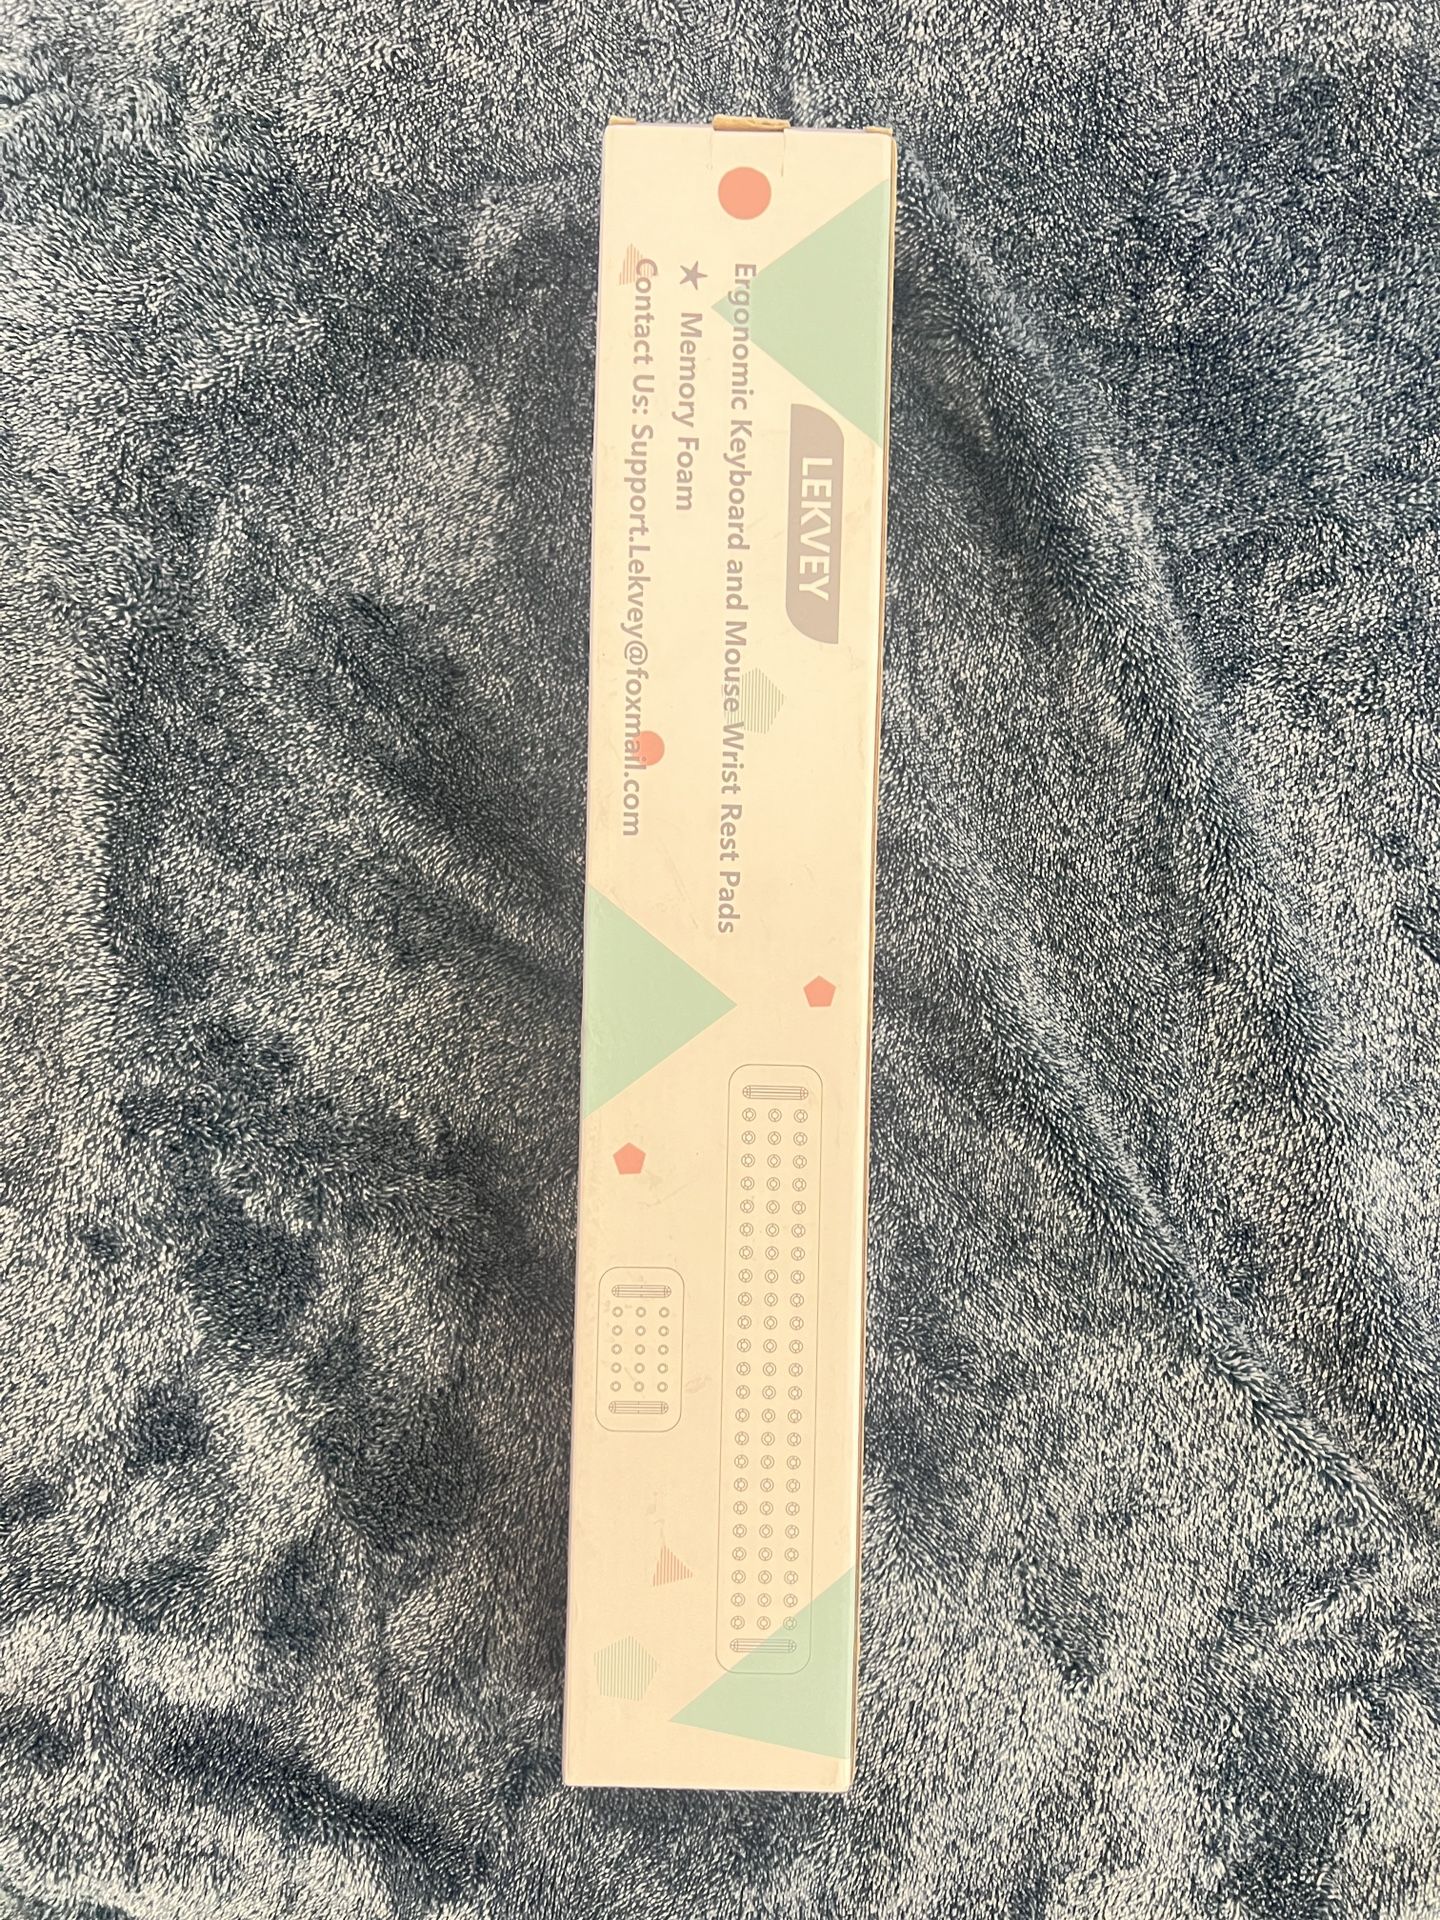 LEKVEY
Ergonomic Keyboard and Mouse Wrist Rest Pads
★ Memory Foam
Contact Us: Support.Lekvey@foxmail.com